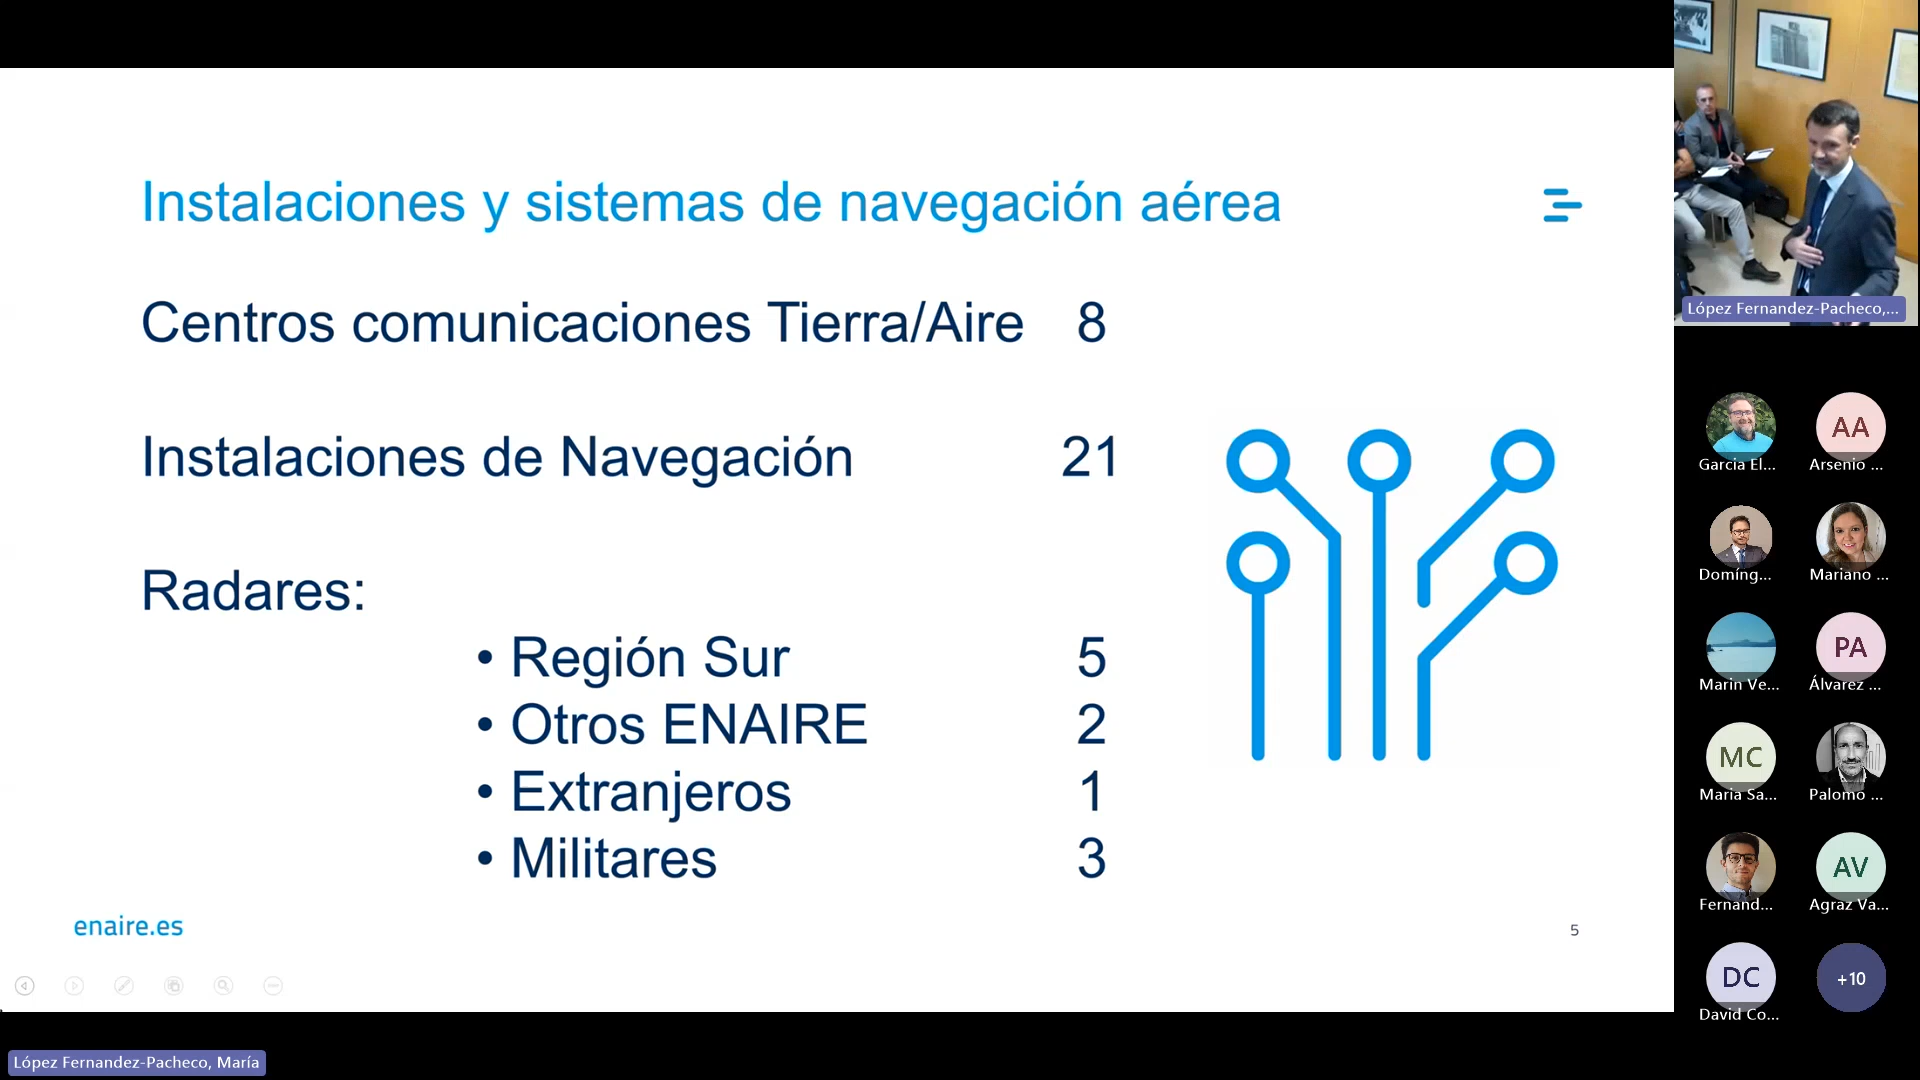 Instalaciones y sistemas de navegación aérea
Centros comunicaciones Tierra/Aire 8
Instalaciones de Navegación 21
Radares:
• Región Sur 5
• Otros ENAIRE 2
• Extranjeros 1
• Militares 3
enaire.es
5
López Fernandez-Pacheco, María
López Fernandez-Pacheco,...
Garcia El...
AA
Arsenio ...
Domíng...
Mariano ...
Marin Ve...
PA
Álvarez ...
MC
Maria Sa...
Palomo ...
Fernand...
AV
Agraz Va...
DC
David Co...
+10